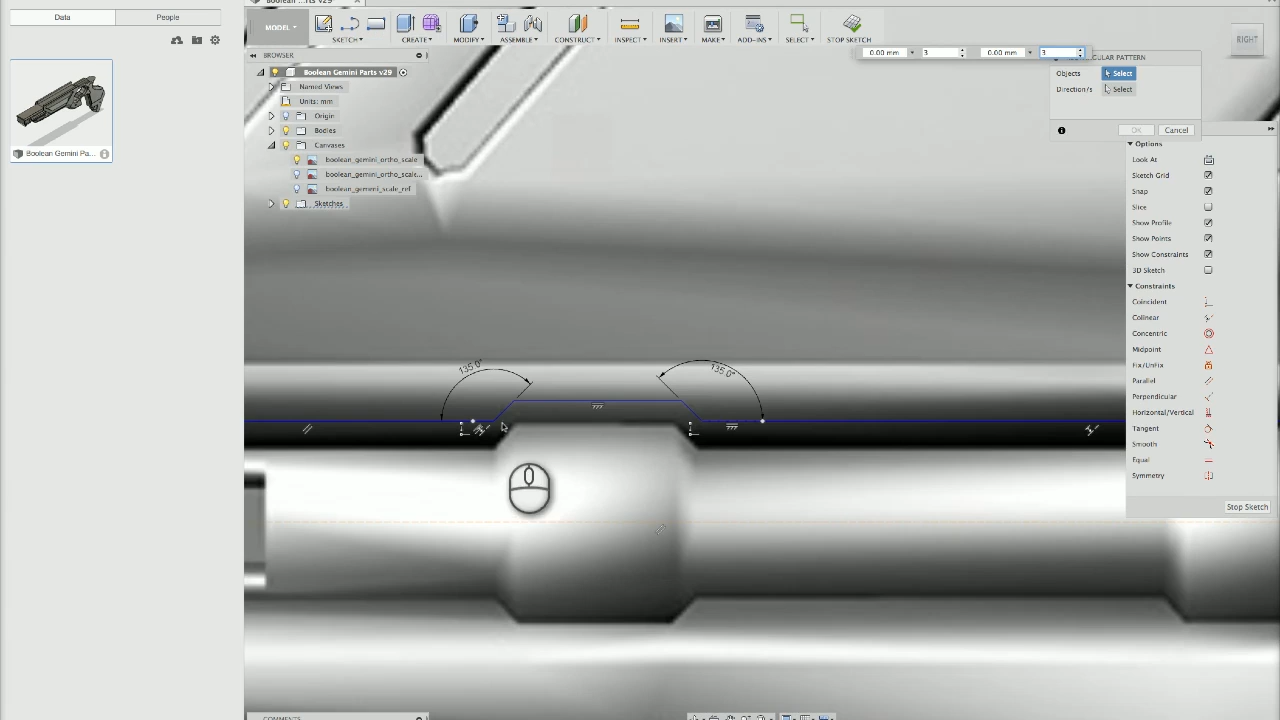 Data
People
Boolean Gemini Pa...
MODEL
SKETCH
CREATE
MODIFY
ASSEMBLE
CONSTRUCT
INSPECT
INSERT
MAKE
ADD-INS
SELECT
STOP SKETCH
0.00 mm
3
0.00 mm
3
RIGHT
BROWSER
Boolean Gemini Parts v29
Named Views
Units: mm
Origin
Bodies
Canvases
boolean_gemini_ortho_scale
boolean_gemini_ortho_scale...
boolean_gemmi_scale_ref
Sketches
PATTERN
Objects
Select
Direction/s
Select
OK
Cancel
Options
Look At
Sketch Grid
Snap
Slice
Show Profile
Show Points
Show Constraints
3D Sketch
Constraints
Coincident
Colinear
Concentric
Midpoint
Fix/UnFix
Parallel
Perpendicular
Horizontal/Vertical
Tangent
Smooth
Equal
Symmetry
Stop Sketch
135.0°
135.0°
COMMENTS